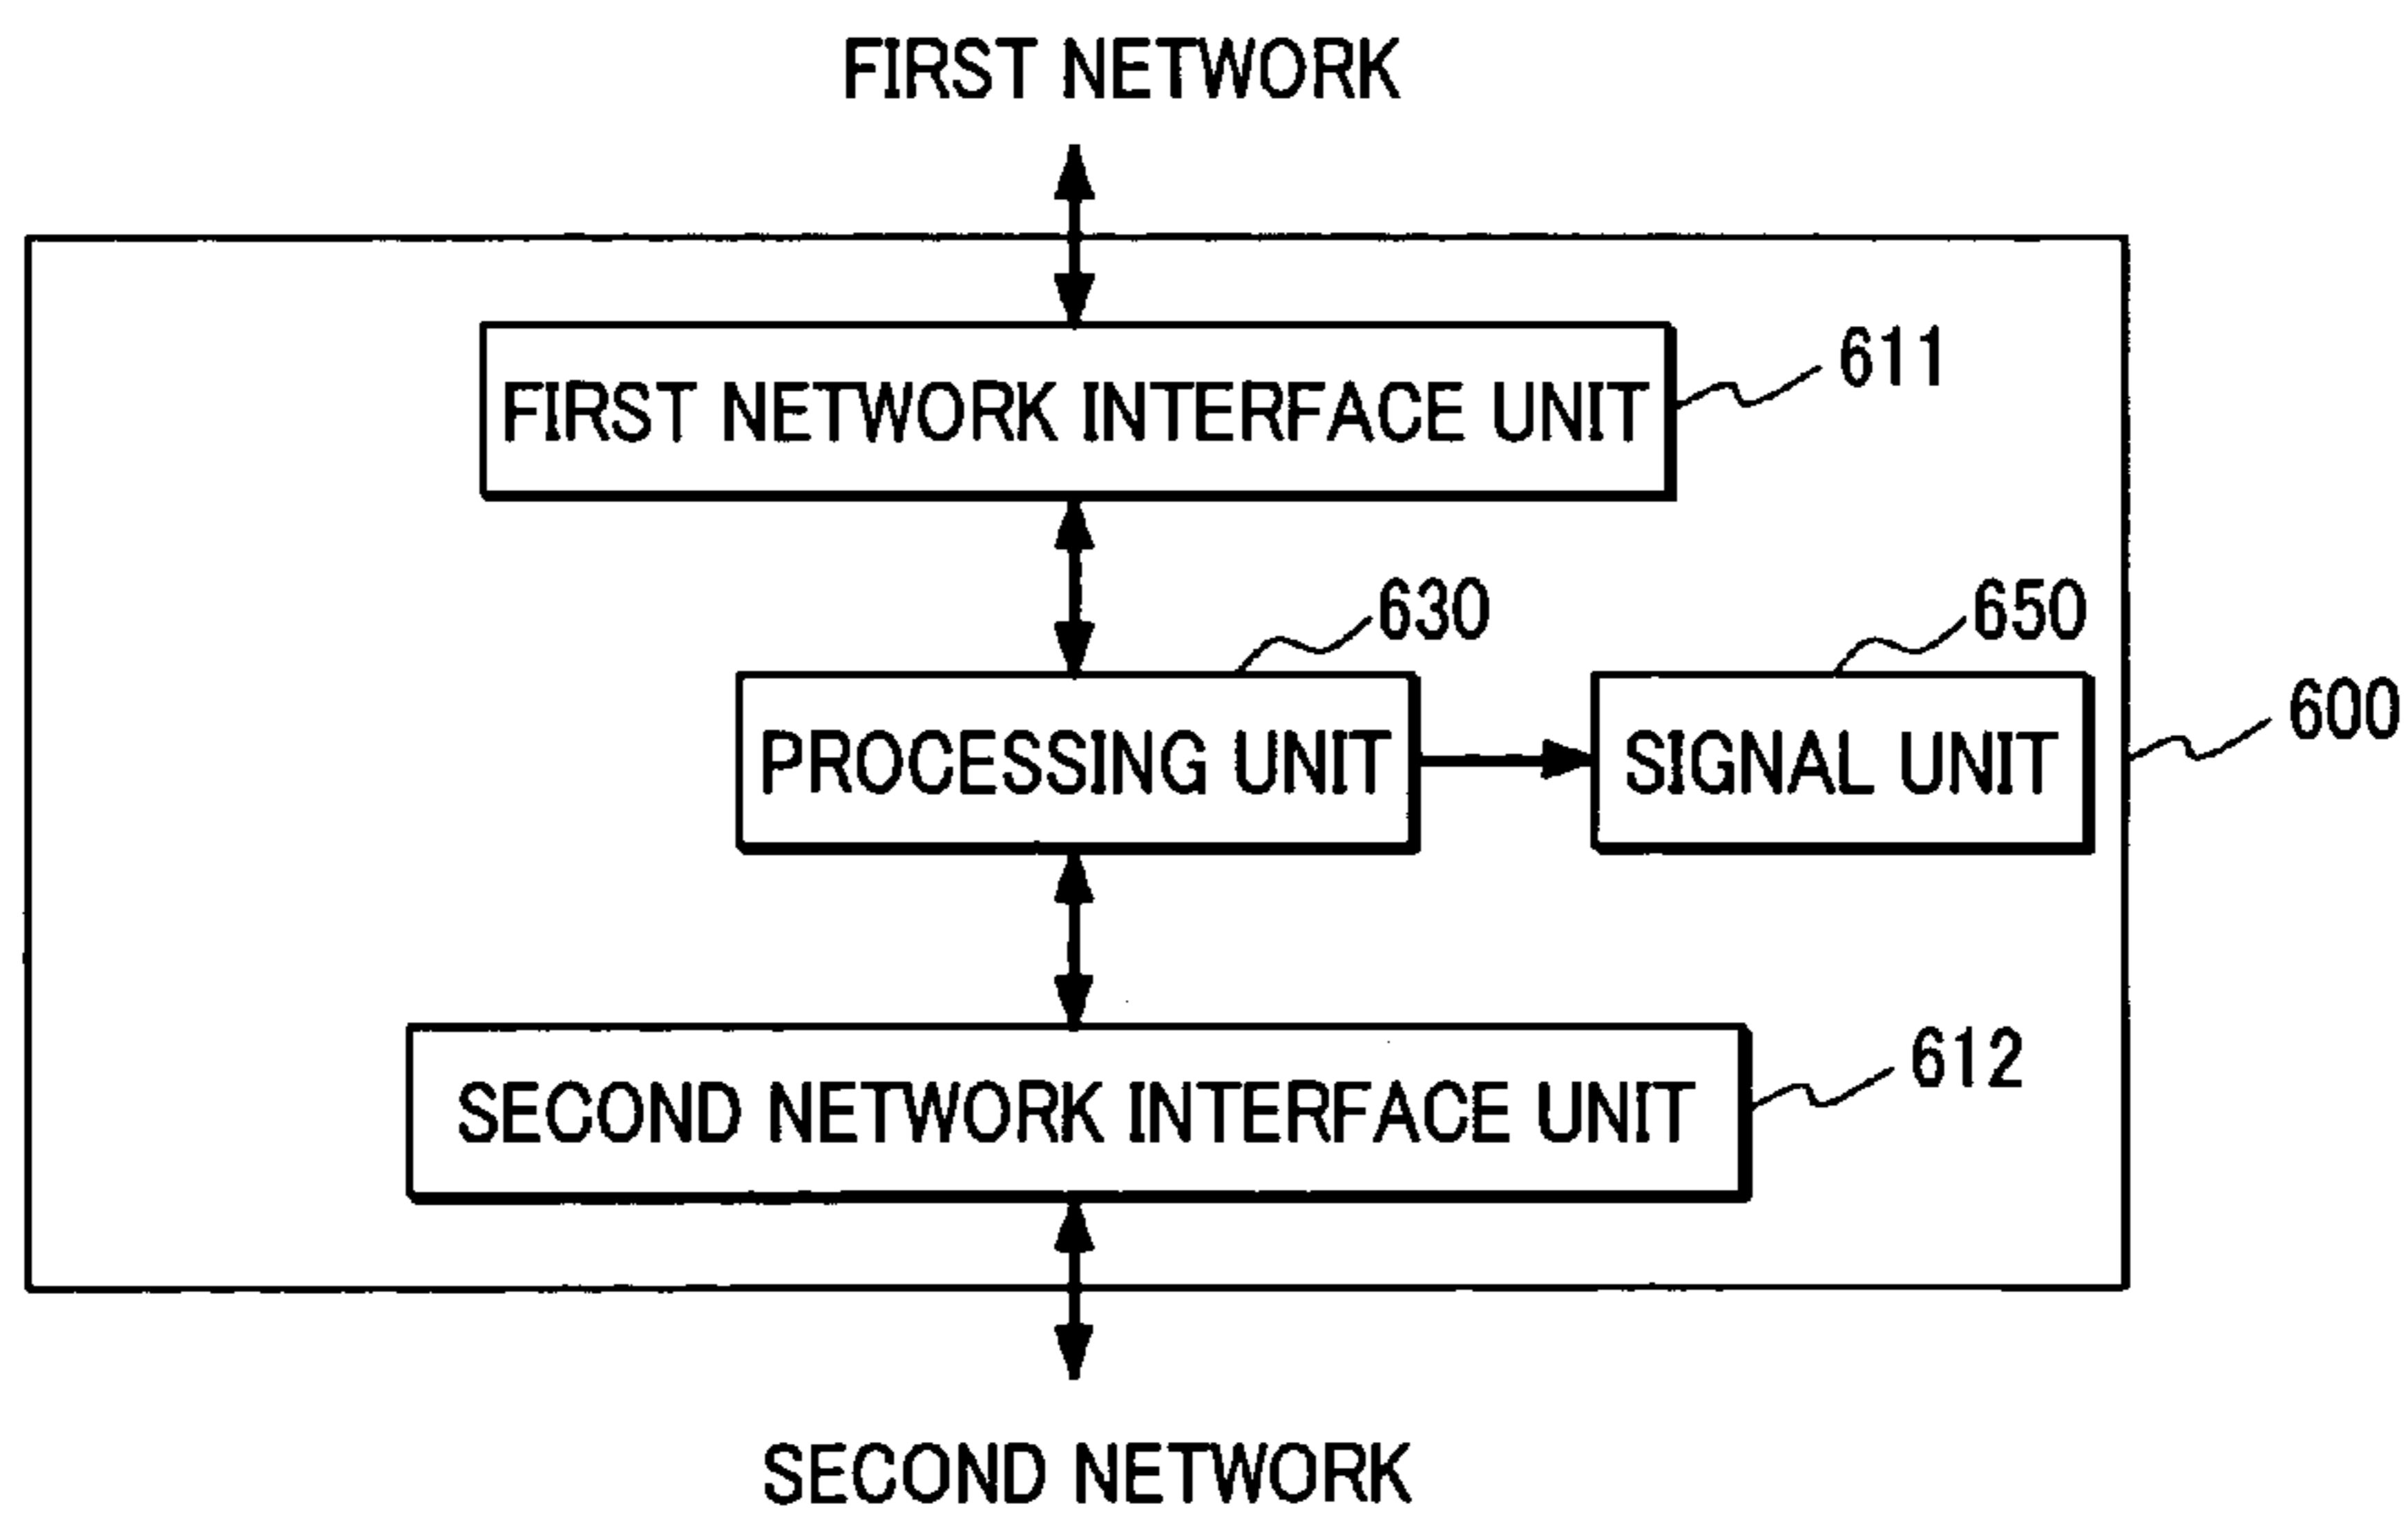 FIRST NETWORK
FIRST NETWORK INTERFACE UNIT
611
630
650
PROCESSING UNIT
SIGNAL UNIT
600
SECOND NETWORK INTERFACE UNIT
612
SECOND NETWORK